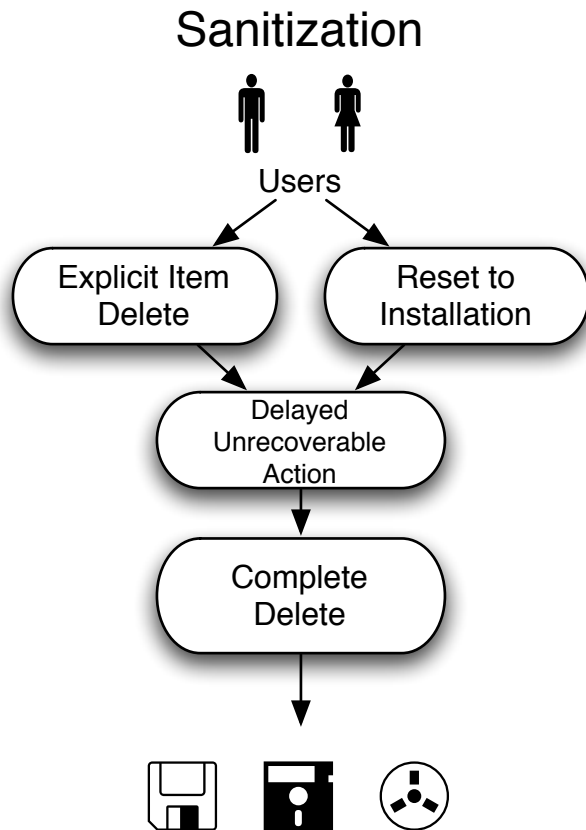 Sanitization
Users
Explicit Item
Delete
Reset to
Installation
Delayed
Unrecoverable
Action
Complete
Delete